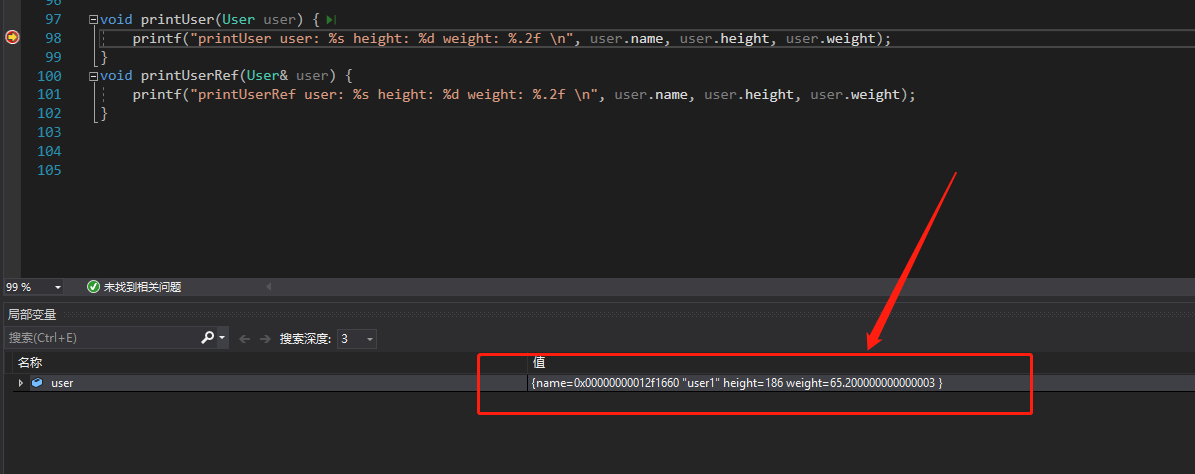 96
97 void printUser(User user) {
98 printf("printUser user: %s height: %d weight: %.2f \n", user.name, user.height, user.weight);
99 }
100 void printUserRef(User& user) {
101 printf("printUserRef user: %s height: %d weight: %.2f \n", user.name, user.height, user.weight);
102 }
103
104
105
99 % 未找到相关问题
局部变量
搜索(Ctrl+E) 搜索深度: 3
名称 值
user {name=0x00000000012f1660 "user1" height=186 weight=65.200000000000003 }